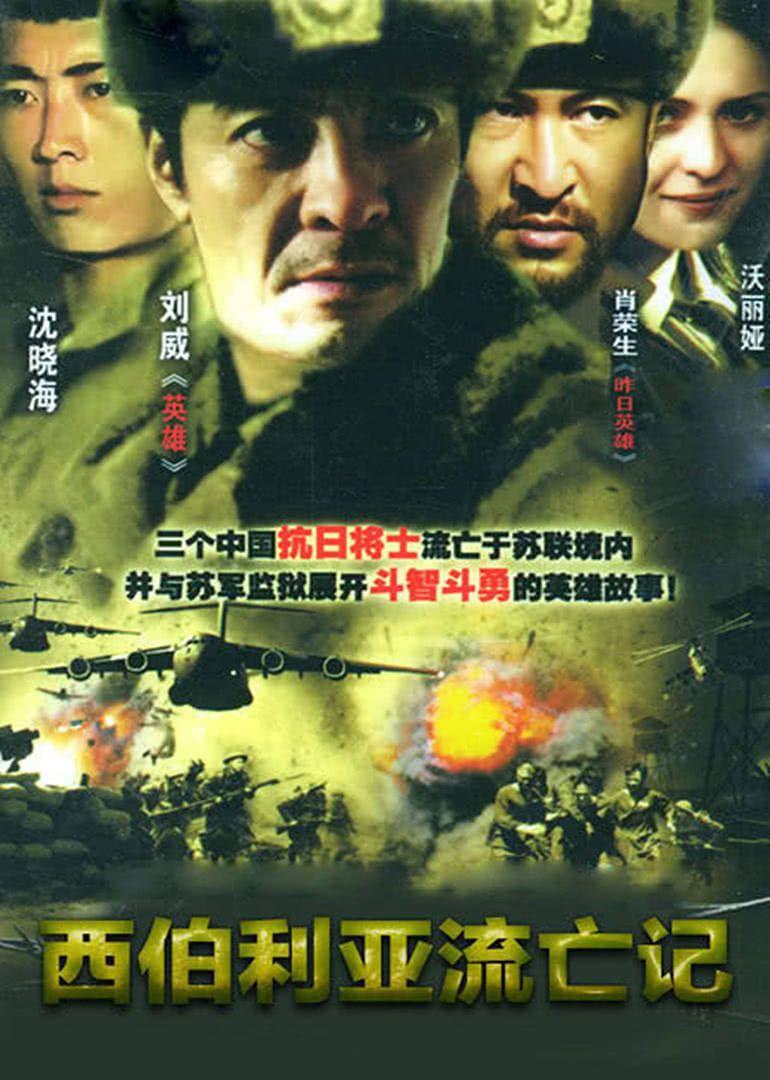 沈晓海
刘威
《英雄》
肖荣生
《昨日英雄》
沃丽娅
三个中国抗日将士流亡于苏联境内
并与苏军监狱展开斗智斗勇的英雄故事！
西伯利亚流亡记